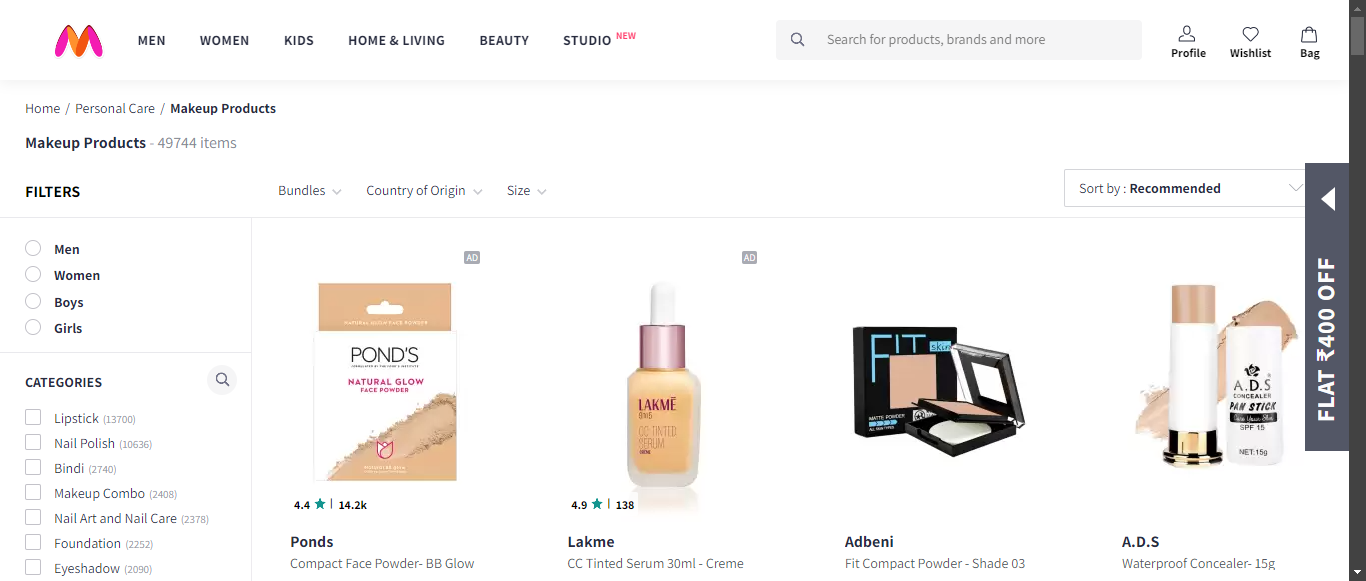 MEN WOMEN KIDS HOME & LIVING BEAUTY STUDIO NEW
Search for products, brands and more
Profile Wishlist Bag
Home / Personal Care / Makeup Products
Makeup Products - 49744 items
FILTERS
Bundles Country of Origin Size
Sort by : Recommended
Men
Women
Boys
Girls
CATEGORIES
Lipstick (13700)
Nail Polish (10636)
Bindi (2740)
Makeup Combo (2408)
Nail Art and Nail Care (2378)
Foundation (2252)
Eyeshadow (2090)
AD
NATURAL GLOW FACE POWDER
POND'S
NATURAL GLOW
FACE POWDER
4.4 | 14.2k
Ponds
Compact Face Powder- BB Glow
AD
LAKMĒ
9to5
CC TINTED
SERUM
4.9 | 138
Lakme
CC Tinted Serum 30ml - Creme
FIT
skin
MATTE POWDER
ALL SKIN TYPES
Adbeni
Fit Compact Powder - Shade 03
A.D.S
CONCEALER
PAN STICK
Care Your Skin
SPF 15
NET:15g
A.D.S
Waterproof Concealer- 15g
FLAT ₹400 OFF